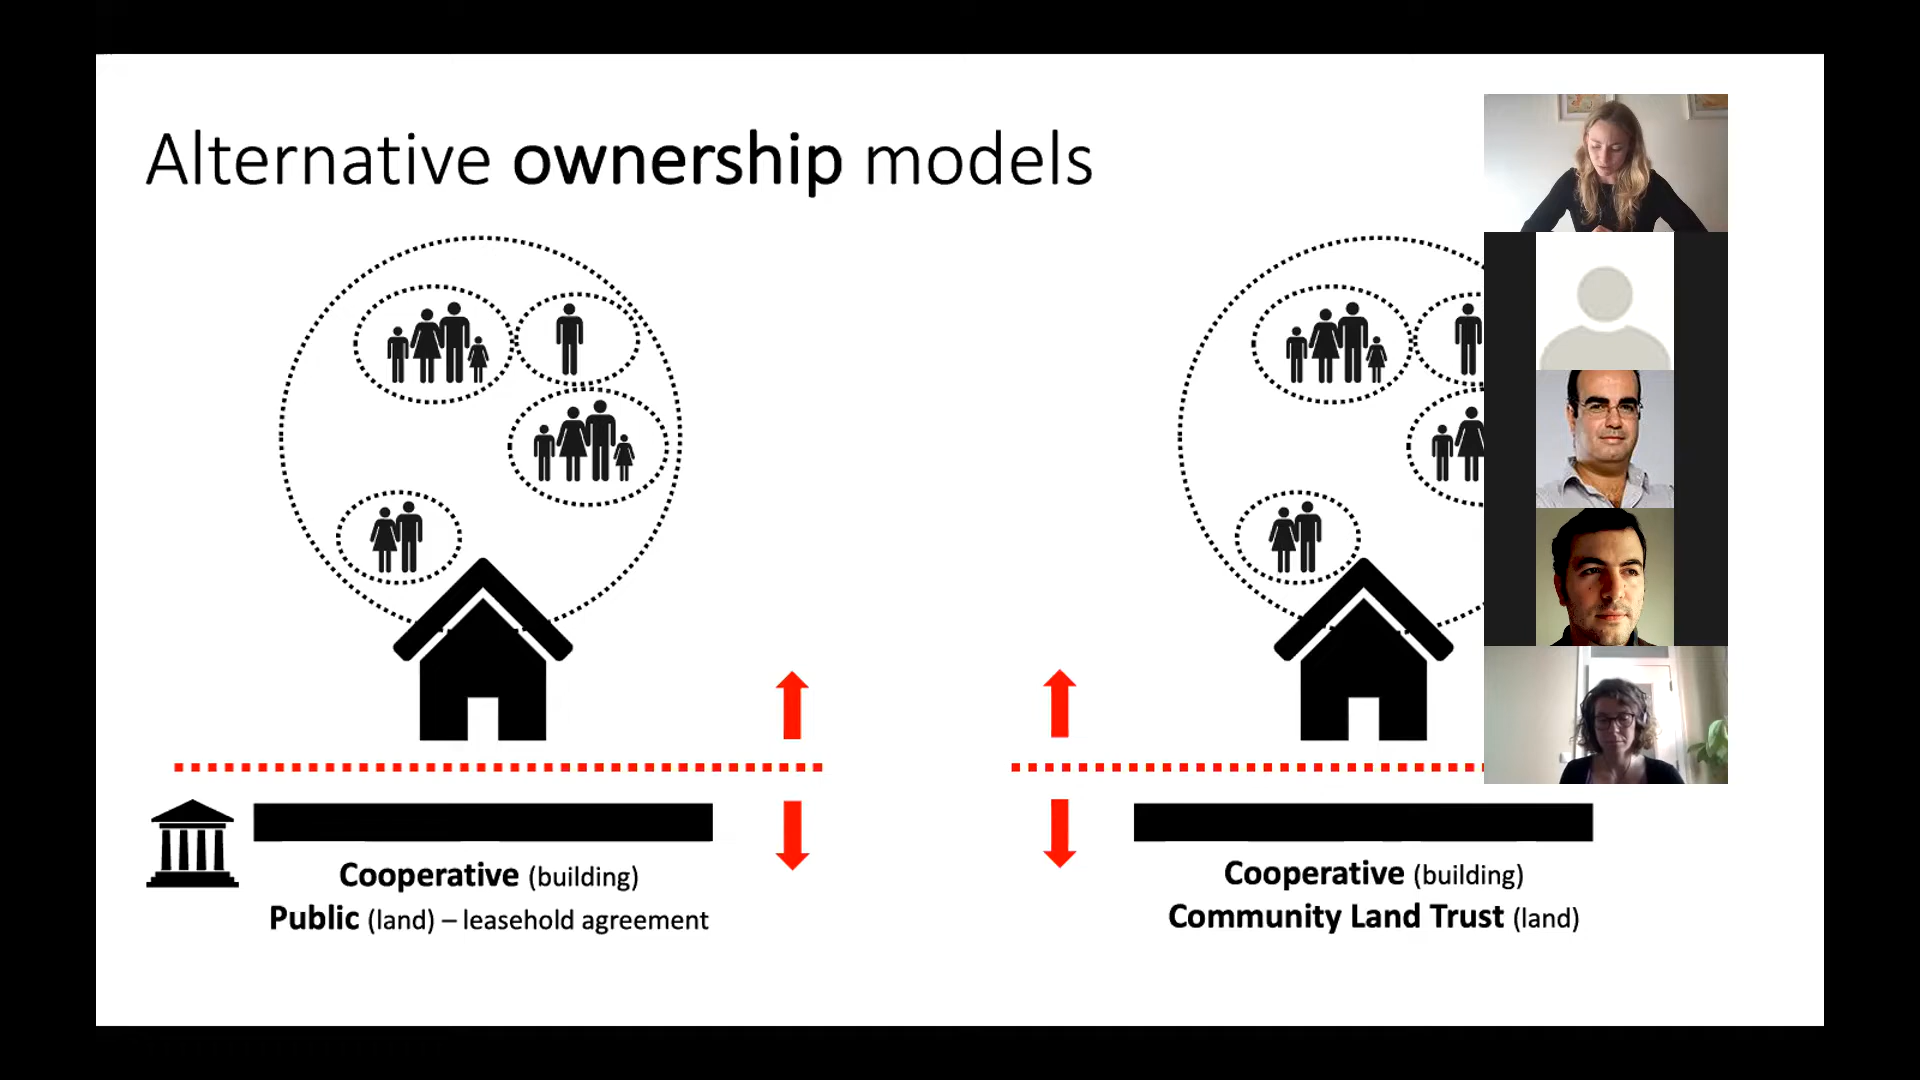 Alternative ownership models
Cooperative (building)
Public (land) – leasehold agreement
Cooperative (building)
Community Land Trust (land)